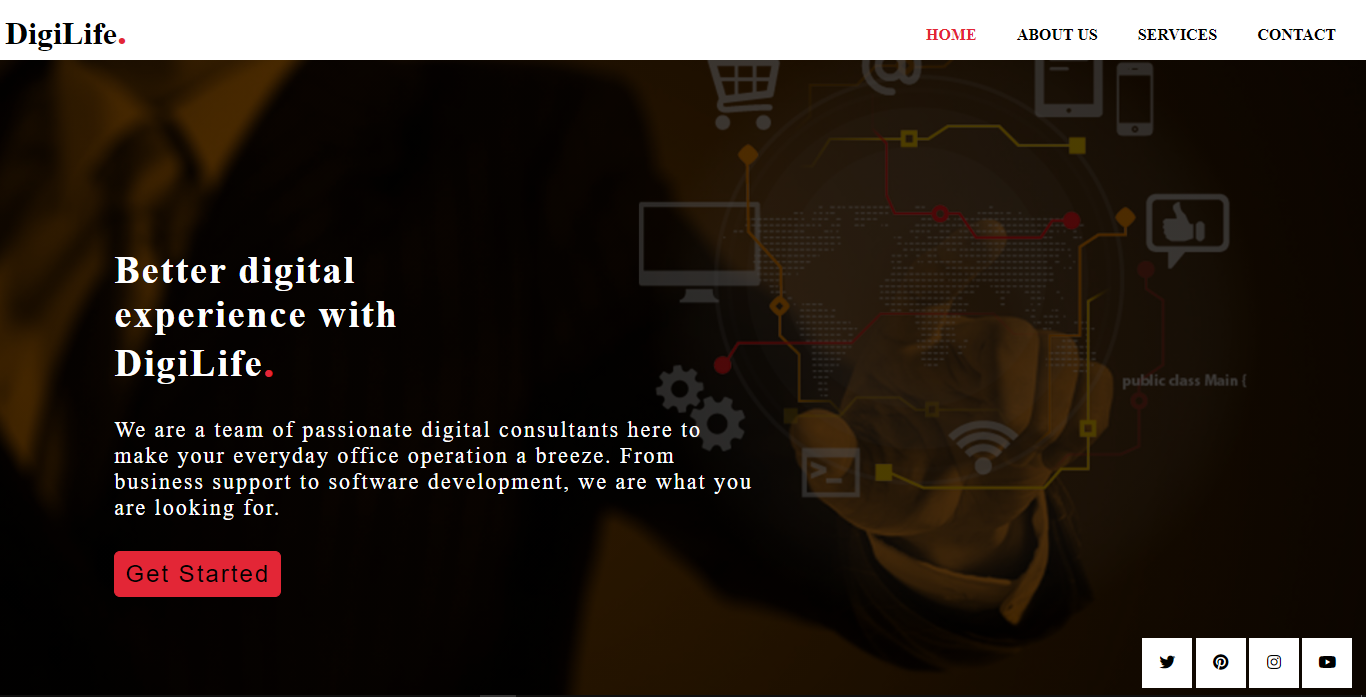 DigiLife.
HOME ABOUT US SERVICES CONTACT
Better digital
experience with
DigiLife.
We are a team of passionate digital consultants here to
make your everyday office operation a breeze. From
business support to software development, we are what you
are looking for.
Get Started
@
public class Main {
>_